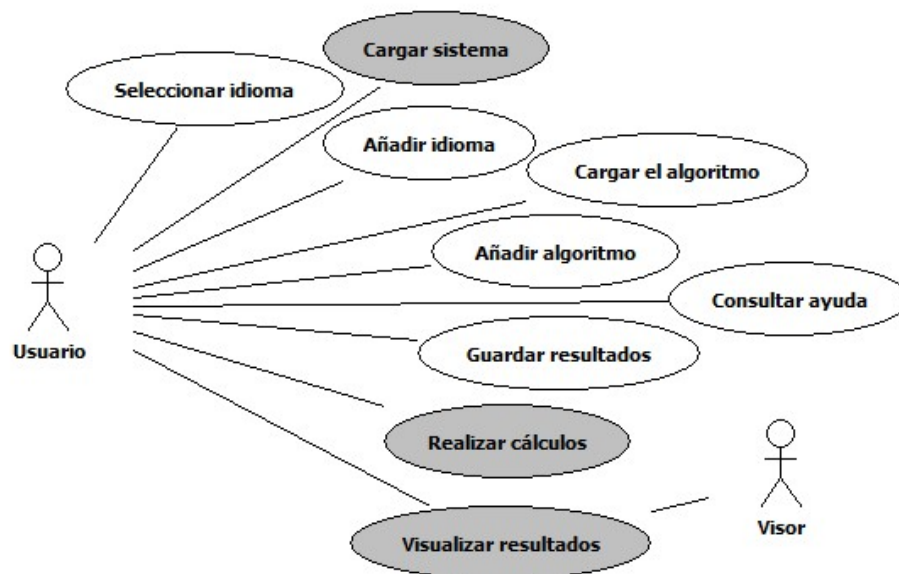 Cargar sistema
Seleccionar idioma
Añadir idioma
Cargar el algoritmo
Añadir algoritmo
Consultar ayuda
Usuario
Guardar resultados
Realizar cálculos
Visor
Visualizar resultados